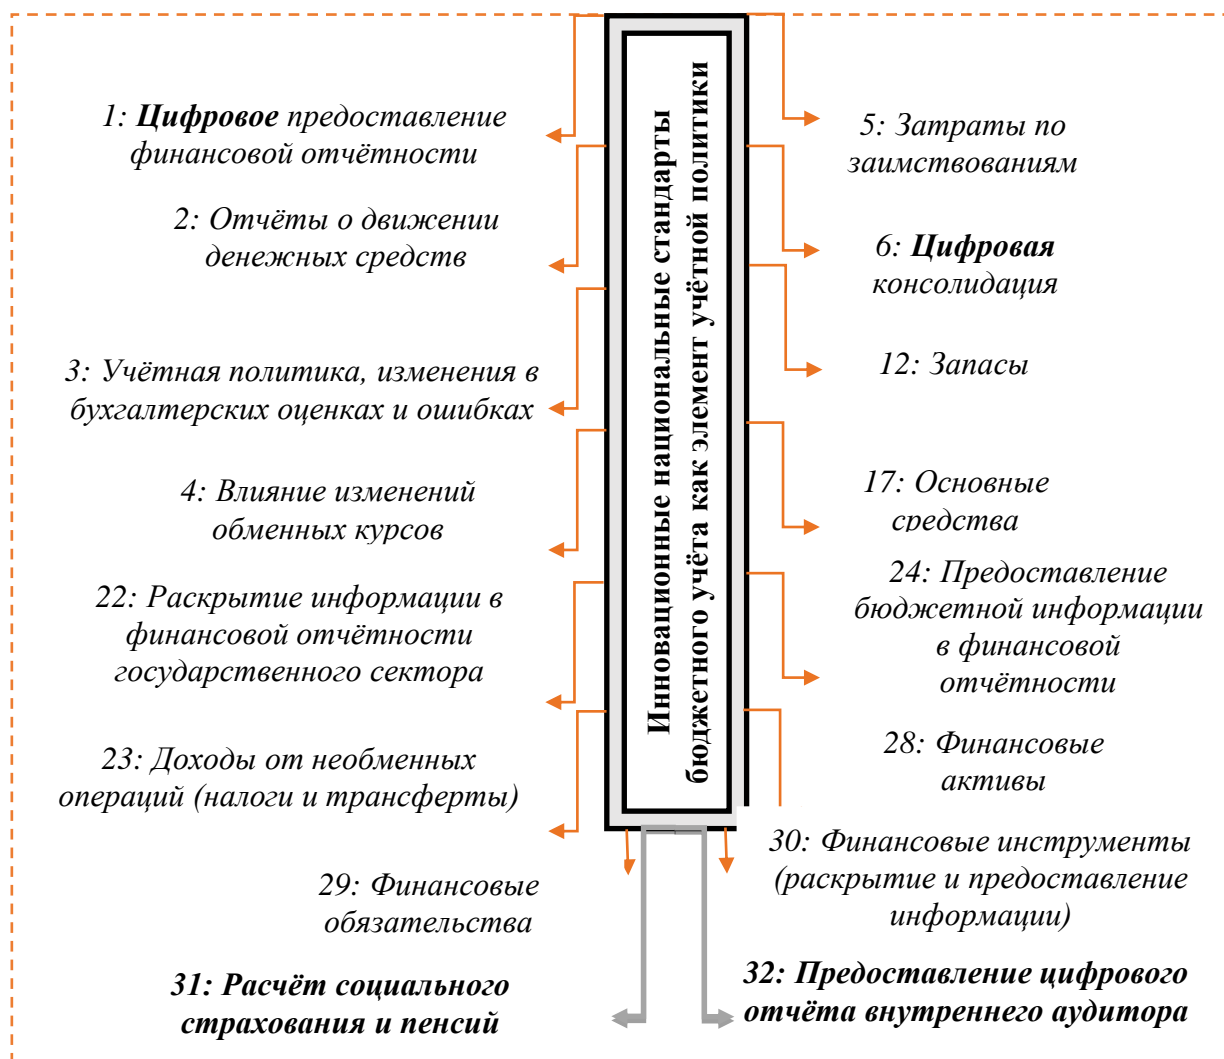 1: Цифровое предоставление
финансовой отчётности
2: Отчёты о движении
денежных средств
3: Учётная политика, изменения в
бухгалтерских оценках и ошибках
4: Влияние изменений
обменных курсов
22: Раскрытие информации в
финансовой отчётности
государственного сектора
23: Доходы от необменных
операций (налоги и трансферты)
29: Финансовые
обязательства
31: Расчёт социального
страхования и пенсий
Инновационные национальные стандарты
бюджетного учёта как элемент учётной политики
5: Затраты по
заимствованиям
6: Цифровая
консолидация
12: Запасы
17: Основные
средства
24: Предоставление
бюджетной информации
в финансовой
отчётности
28: Финансовые
активы
30: Финансовые инструменты
(раскрытие и предоставление
информации)
32: Предоставление цифрового
отчёта внутреннего аудитора